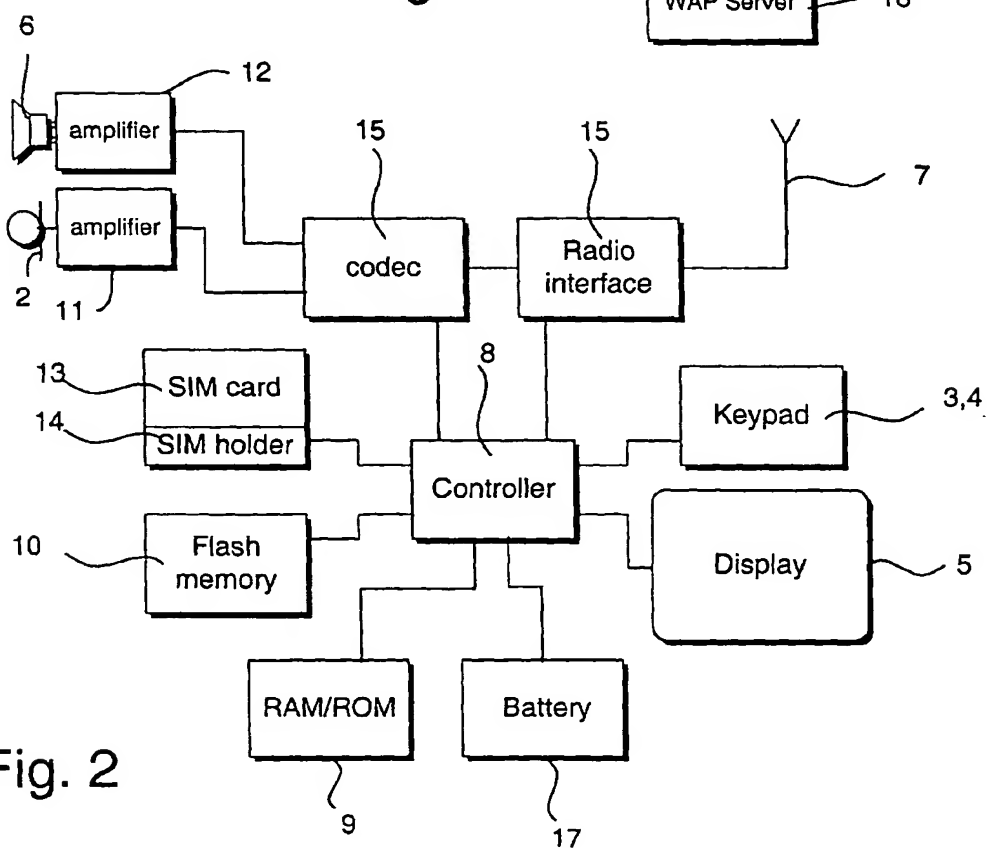 WAP Server
6
12
amplifier
15
15
7
amplifier
codec
Radio
interface
2
11
8
13
SIM card
14
SIM holder
Keypad
3,4
Controller
10
Flash
memory
Display
5
RAM/ROM
Battery
Fig. 2
9
17